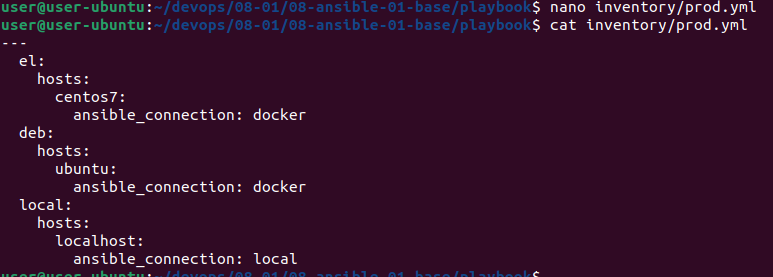 user@user-ubuntu:~/devops/08-01/08-ansible-01-base/playbook$ nano inventory/prod.yml
user@user-ubuntu:~/devops/08-01/08-ansible-01-base/playbook$ cat inventory/prod.yml
---
  el:
    hosts:
      centos7:
        ansible_connection: docker
  deb:
    hosts:
      ubuntu:
        ansible_connection: docker
  local:
    hosts:
      localhost:
        ansible_connection: local
user@user-ubuntu:~/devops/08-01/08-ansible-01-base/playbook$